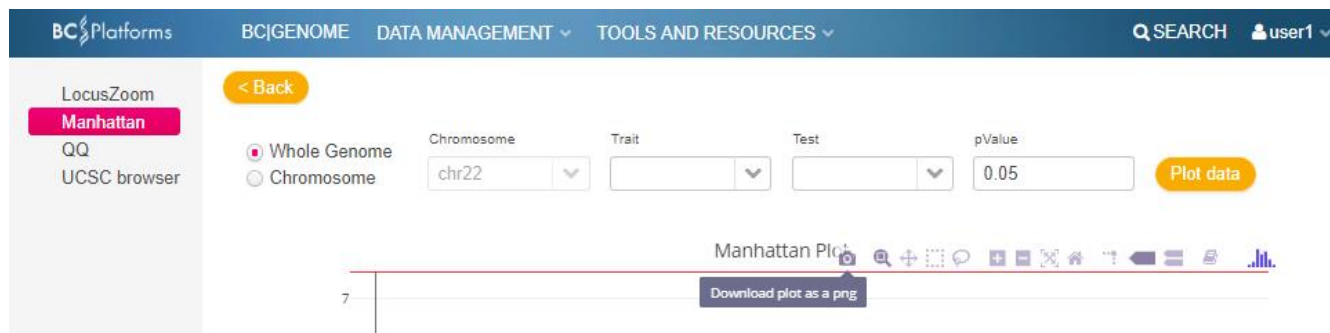 BC Platforms BC|GENOME DATA MANAGEMENT TOOLS AND RESOURCES SEARCH user1
LocusZoom
Manhattan
QQ
UCSC browser
< Back
Whole Genome
Chromosome
Chromosome
chr22
Trait
Test
pValue
0.05
Plot data
Manhattan Plot
Download plot as a png
7